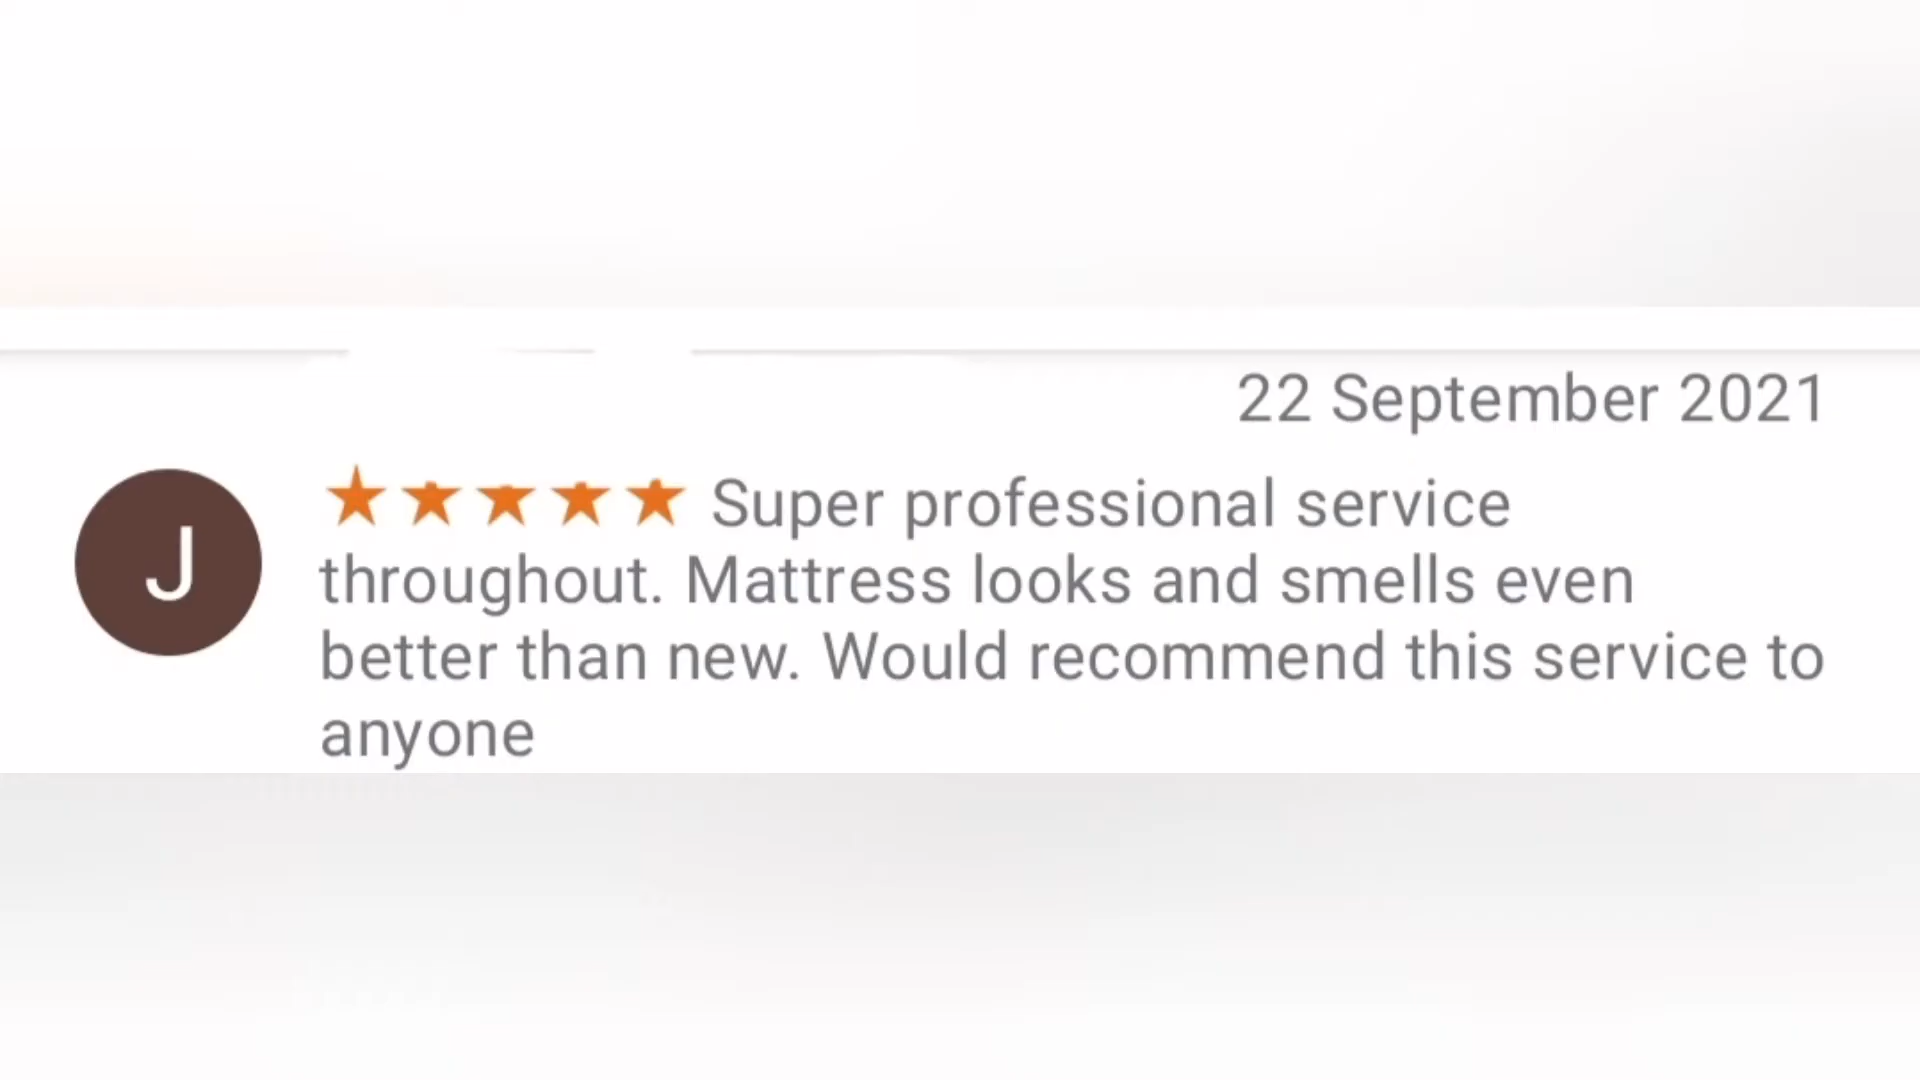 22 September 2021
J
★★★★★ Super professional service
throughout. Mattress looks and smells even
better than new. Would recommend this service to
anyone